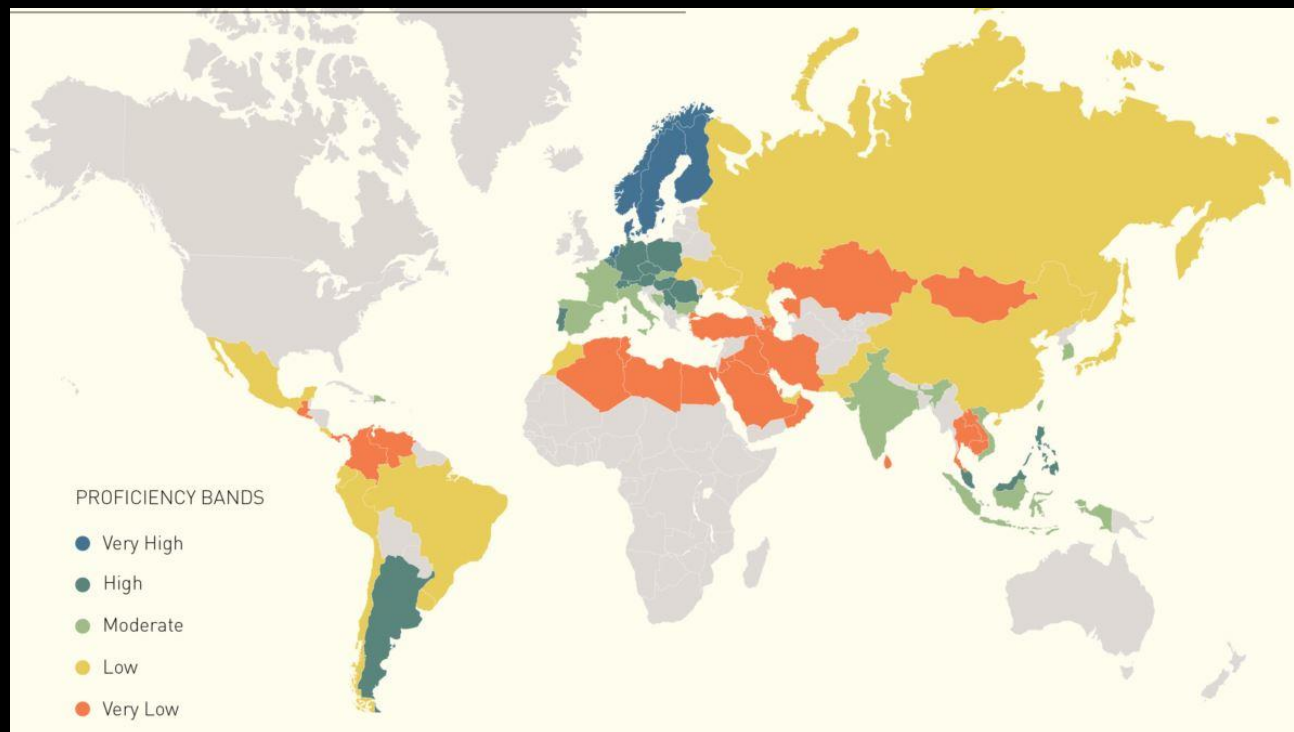 PROFICIENCY BANDS
Very High
High
Moderate
Low
Very Low